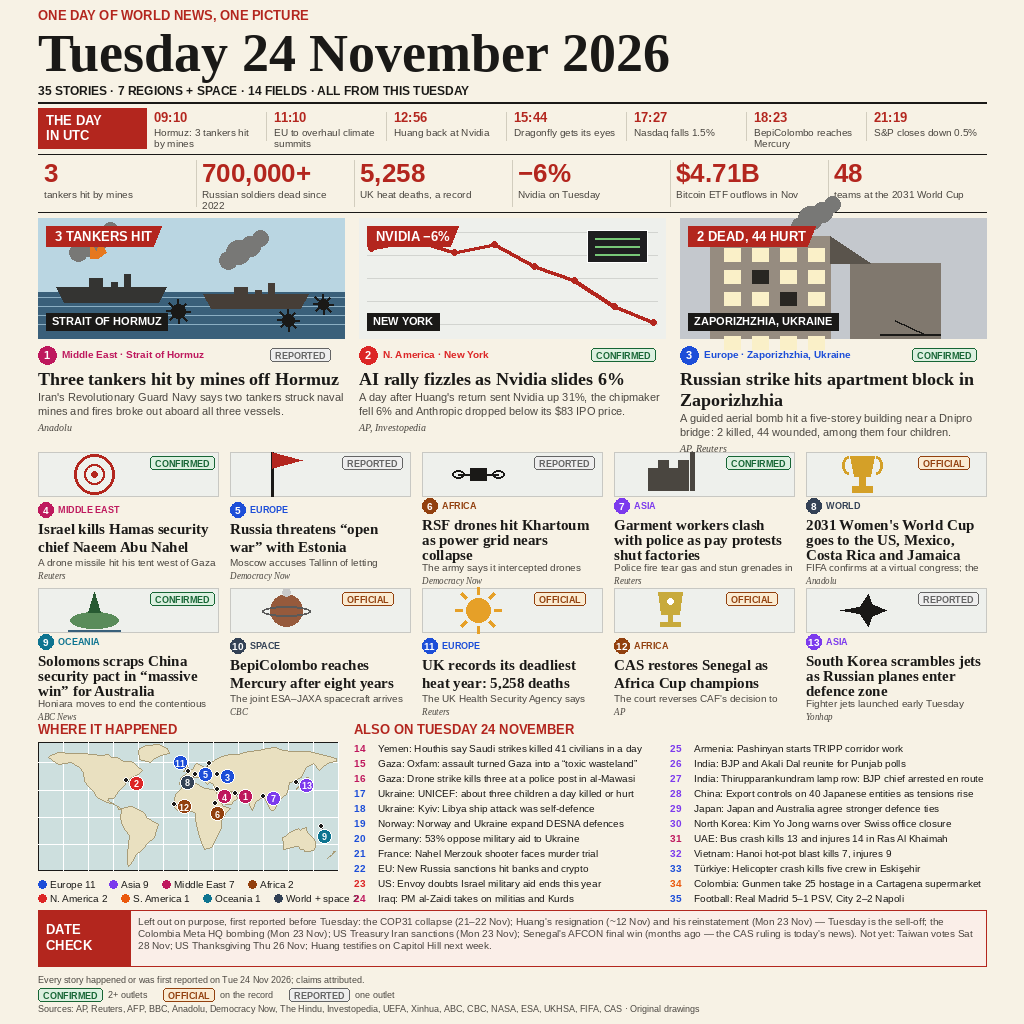 ONE DAY OF WORLD NEWS, ONE PICTURE
Tuesday 24 November 2026
35 STORIES · 7 REGIONS + SPACE · 14 FIELDS · ALL FROM THIS TUESDAY
THE DAY
IN UTC
09:10
Hormuz: 3 tankers hit
by mines
11:10
EU to overhaul climate
summits
12:56
Huang back at Nvidia
15:44
Dragonfly gets its eyes
17:27
Nasdaq falls 1.5%
18:23
BepiColombo reaches
Mercury
21:19
S&P closes down 0.5%
3
tankers hit by mines
700,000+
Russian soldiers dead since
2022
5,258
UK heat deaths, a record
−6%
Nvidia on Tuesday
$4.71B
Bitcoin ETF outflows in Nov
48
teams at the 2031 World Cup
3 TANKERS HIT
STRAIT OF HORMUZ
NVIDIA −6%
NEW YORK
2 DEAD, 44 HURT
ZAPORIZHZHIA, UKRAINE
1 Middle East · Strait of Hormuz REPORTED
Three tankers hit by mines off Hormuz
Iran's Revolutionary Guard Navy says two tankers struck naval
mines and fires broke out aboard all three vessels.
Anadolu
2 N. America · New York CONFIRMED
AI rally fizzles as Nvidia slides 6%
A day after Huang's return sent Nvidia up 31%, the chipmaker
fell 6% and Anthropic dropped below its $83 IPO price.
AP, Investopedia
3 Europe · Zaporizhzhia, Ukraine CONFIRMED
Russian strike hits apartment block in
Zaporizhzhia
A guided aerial bomb hit a five-storey building near a Dnipro
bridge: 2 killed, 44 wounded, among them four children.
AP, Reuters
CONFIRMED
4 MIDDLE EAST
Israel kills Hamas security
chief Naeem Abu Nahel
A drone missile hit his tent west of Gaza
Reuters
REPORTED
5 EUROPE
Russia threatens “open
war” with Estonia
Moscow accuses Tallinn of letting
Democracy Now
REPORTED
6 AFRICA
RSF drones hit Khartoum
as power grid nears
collapse
The army says it intercepted drones
Democracy Now
CONFIRMED
7 ASIA
Garment workers clash
with police as pay protests
shut factories
Police fire tear gas and stun grenades in
Reuters
OFFICIAL
8 WORLD
2031 Women's World Cup
goes to the US, Mexico,
Costa Rica and Jamaica
FIFA confirms at a virtual congress; the
Anadolu
CONFIRMED
9 OCEANIA
Solomons scraps China
security pact in “massive
win” for Australia
Honiara moves to end the contentious
ABC News
OFFICIAL
10 SPACE
BepiColombo reaches
Mercury after eight years
The joint ESA–JAXA spacecraft arrives
CBC
OFFICIAL
11 EUROPE
UK records its deadliest
heat year: 5,258 deaths
The UK Health Security Agency says
Reuters
OFFICIAL
12 AFRICA
CAS restores Senegal as
Africa Cup champions
The court reverses CAF's decision to
AP
REPORTED
13 ASIA
South Korea scrambles jets
as Russian planes enter
defence zone
Fighter jets launched early Tuesday
Yonhap
WHERE IT HAPPENED
11
5
3
8
2
4
1
7
13
12
6
9
Europe 11 Asia 9 Middle East 7 Africa 2
N. America 2 S. America 1 Oceania 1 World + space 2
ALSO ON TUESDAY 24 NOVEMBER
14 Yemen: Houthis say Saudi strikes killed 41 civilians in a day
15 Gaza: Oxfam: assault turned Gaza into a “toxic wasteland”
16 Gaza: Drone strike kills three at a police post in al-Mawasi
17 Ukraine: UNICEF: about three children a day killed or hurt
18 Ukraine: Kyiv: Libya ship attack was self-defence
19 Norway: Norway and Ukraine expand DESNA defences
20 Germany: 53% oppose military aid to Ukraine
21 France: Nahel Merzouk shooter faces murder trial
22 EU: New Russia sanctions hit banks and crypto
23 US: Envoy doubts Israel military aid ends this year
24 Iraq: PM al-Zaidi takes on militias and Kurds
25 Armenia: Pashinyan starts TRIPP corridor work
26 India: BJP and Akali Dal reunite for Punjab polls
27 India: Thirupparankundram lamp row: BJP chief arrested en route
28 China: Export controls on 40 Japanese entities as tensions rise
29 Japan: Japan and Australia agree stronger defence ties
30 North Korea: Kim Yo Jong warns over Swiss office comments
31 UAE: Bus crash kills 13 and injures 14 in Ras Al Khaimah
32 Vietnam: Hanoi hot-pot blast kills 7, injures 9
33 Türkiye: Helicopter crash kills five crew in Eskişehir
34 Colombia: Gunmen take 25 hostage in a Cartagena supermarket
35 Football: Real Madrid 5–1 PSV, City 2–2 Napoli
DATE
CHECK
Left out on purpose, first reported before Tuesday: the COP31 collapse (21–22 Nov); Huang's resignation (~12 Nov) and his reinstatement (Mon 23 Nov) — Tuesday is the sell-off; the
Colombia Meta HQ bombing (Mon 23 Nov); US Treasury Iran sanctions (Mon 23 Nov); Senegal's AFCON final win (months ago — the CAS ruling is today's news). Not yet: Taiwan votes Sat
28 Nov; US Thanksgiving Thu 26 Nov; Huang testifies on Capitol Hill next week.
Every story happened or was first reported on Tue 24 Nov 2026; claims attributed.
CONFIRMED 2+ outlets OFFICIAL on the record REPORTED one outlet
Sources: AP, Reuters, AFP, BBC, Anadolu, Democracy Now, The Hindu, Investopedia, UEFA, Xinhua, ABC, CBC, NASA, ESA, UKHSA, FIFA, CAS · Original drawings